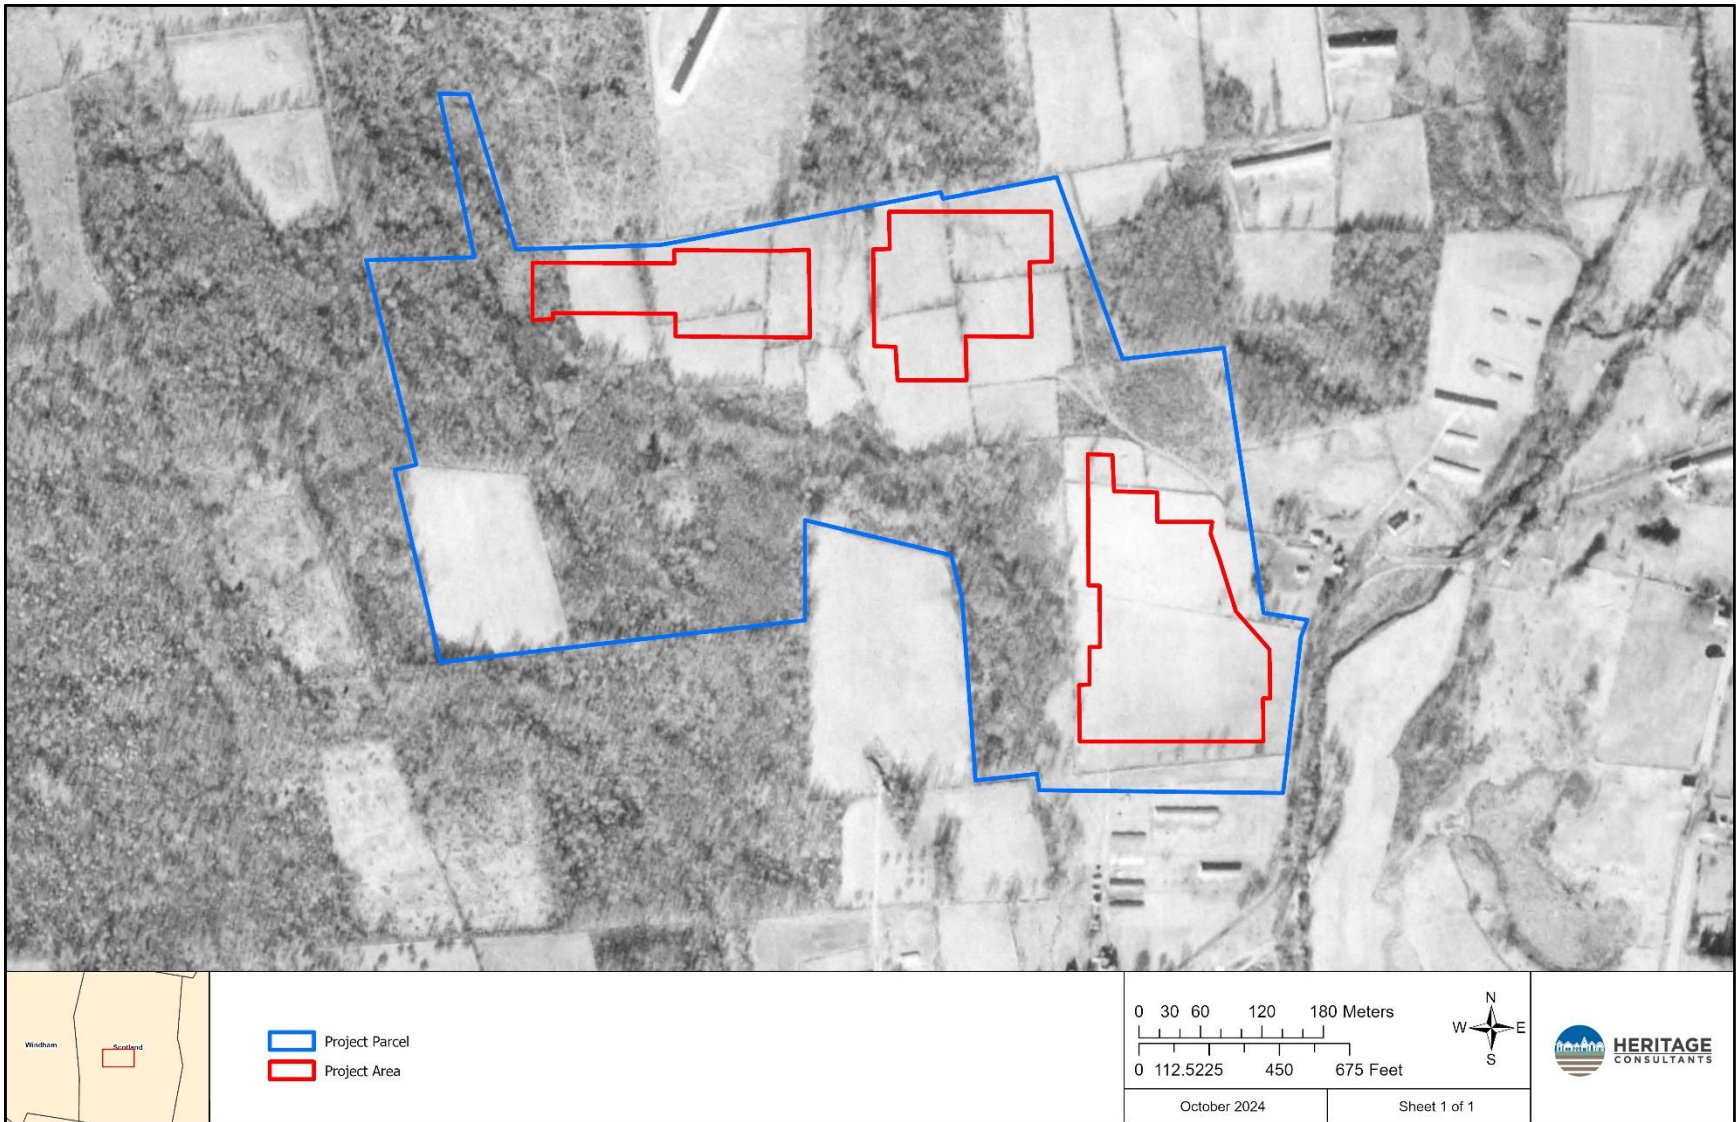 Windham
Scotland
Project Parcel
Project Area
0 30 60 120 180 Meters
0 112.5225 450 675 Feet
N
W E
S
October 2024
Sheet 1 of 1
HERITAGE
CONSULTANTS